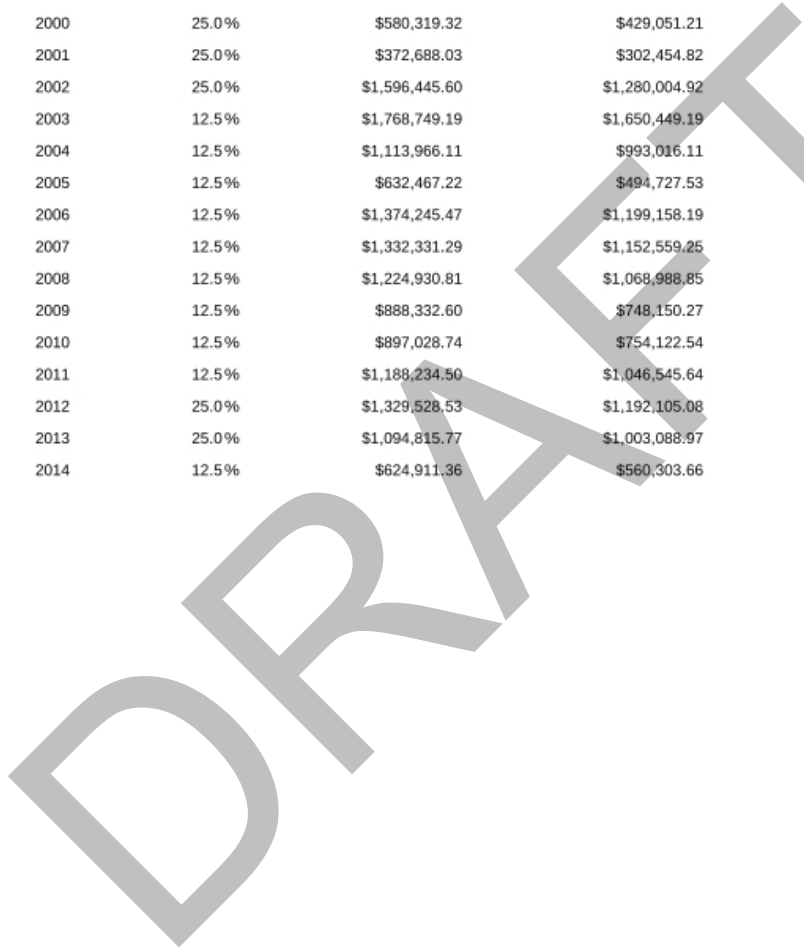 2000 25.0% $580,319.32 $429,051.21
2001 25.0% $372,688.03 $302,454.82
2002 25.0% $1,596,445.60 $1,280,004.92
2003 12.5% $1,768,749.19 $1,650,449.19
2004 12.5% $1,113,966.11 $993,016.11
2005 12.5% $632,467.22 $494,727.53
2006 12.5% $1,374,245.47 $1,199,158.19
2007 12.5% $1,332,331.29 $1,152,559.25
2008 12.5% $1,224,930.81 $1,068,988.85
2009 12.5% $888,332.60 $748,150.27
2010 12.5% $897,028.74 $754,122.54
2011 12.5% $1,188,234.50 $1,046,545.64
2012 25.0% $1,329,528.53 $1,192,105.08
2013 25.0% $1,094,815.77 $1,003,088.97
2014 12.5% $624,911.36 $560,303.66
DRAFT